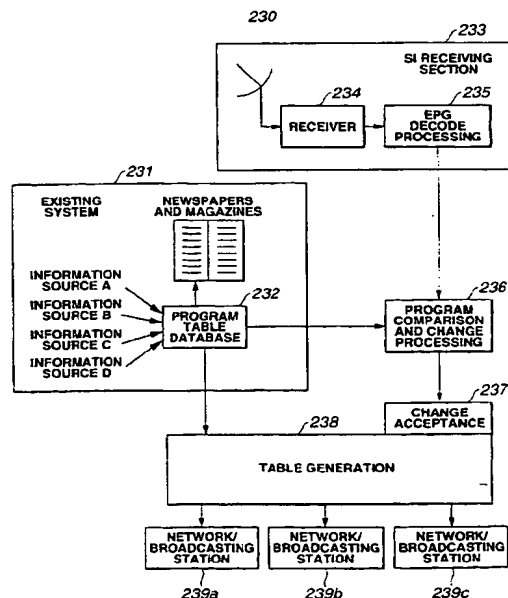 230
233
SI RECEIVING
SECTION
234
RECEIVER
235
EPG
DECODE
PROCESSING
231
EXISTING
SYSTEM
NEWSPAPERS
AND MAGAZINES
INFORMATION
SOURCE A
INFORMATION
SOURCE B
INFORMATION
SOURCE C
INFORMATION
SOURCE D
232
PROGRAM
TABLE
DATABASE
236
PROGRAM
COMPARISON
AND CHANGE
PROCESSING
237
CHANGE
ACCEPTANCE
238
TABLE GENERATION
NETWORK/
BROADCASTING
STATION
NETWORK/
BROADCASTING
STATION
NETWORK/
BROADCASTING
STATION
239a
239b
239c